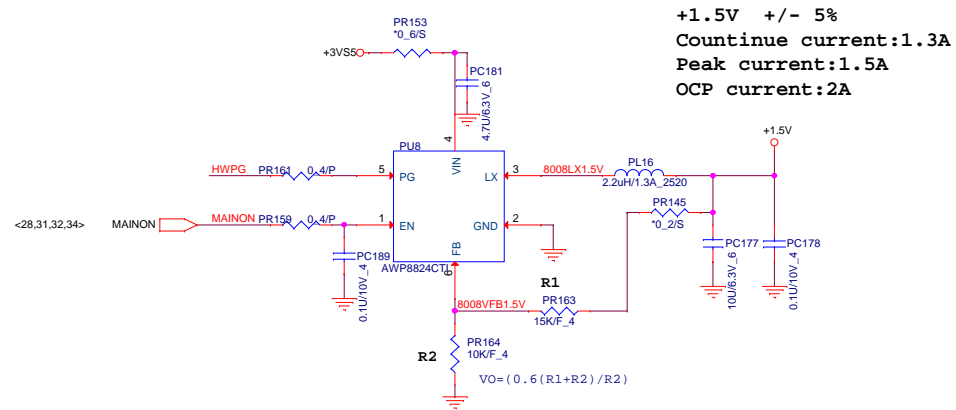 +1.5V +/- 5%
Countinue current:1.3A
Peak current:1.5A
OCP current:2A
PR153
*0_6/S
+3VS5
PC181
4.7U/6.3V_6
4
PU8
VIN
+1.5V
HWPG
PR161
0_4/P
5
PG
LX
3
8008LX1.5V
PL16
2.2uH/1.3A_2520
PR145
*0_2/S
<28,31,32,34>
MAINON
MAINON
PR159
0_4/P
1
EN
GND
2
FB
PC189
0.1U/10V_4
AWP8824CTI
6
PC177
10U/6.3V_6
PC178
0.1U/10V_4
R1
8008VFB1.5V
PR163
15K/F_4
R2
PR164
10K/F_4
VO=(0.6(R1+R2)/R2)